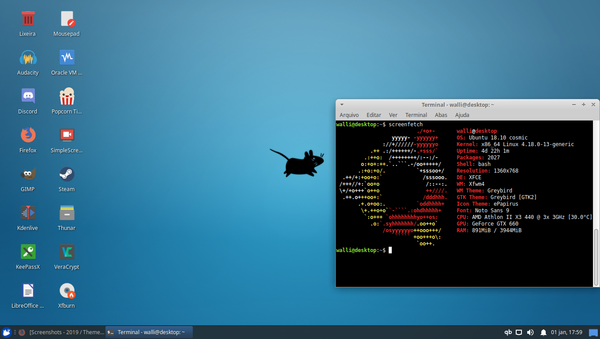 Lixeira
Mousepad
Audacity
Oracle VM ...
Discord
Popcorn Ti...
Firefox
SimpleScre...
GIMP
Steam
Kdenlive
Thunar
KeePassX
VeraCrypt
LibreOffice ...
Xfburn
Terminal - walli@desktop: ~
Arquivo Editar Ver Terminal Abas Ajuda
walli@desktop:~$ screenfetch
walli@desktop
OS: Ubuntu 18.10 cosmic
Kernel: x86_64 Linux 4.18.0-13-generic
Uptime: 4d 22h 1m
Packages: 2027
Shell: bash
Resolution: 1360x768
DE: XFCE
WM: Xfwm4
WM Theme: Greybird
GTK Theme: Greybird [GTK2]
Icon Theme: ePapirus
Font: Noto Sans 9
CPU: AMD Athlon II X3 440 @ 3x 3GHz [30.0°C]
GPU: GeForce GTX 660
RAM: 891MiB / 3944MiB
walli@desktop:~$
[Screenshots - 2019 / Theme...
Terminal - walli@desktop: ~
qb
01 jan, 17:59